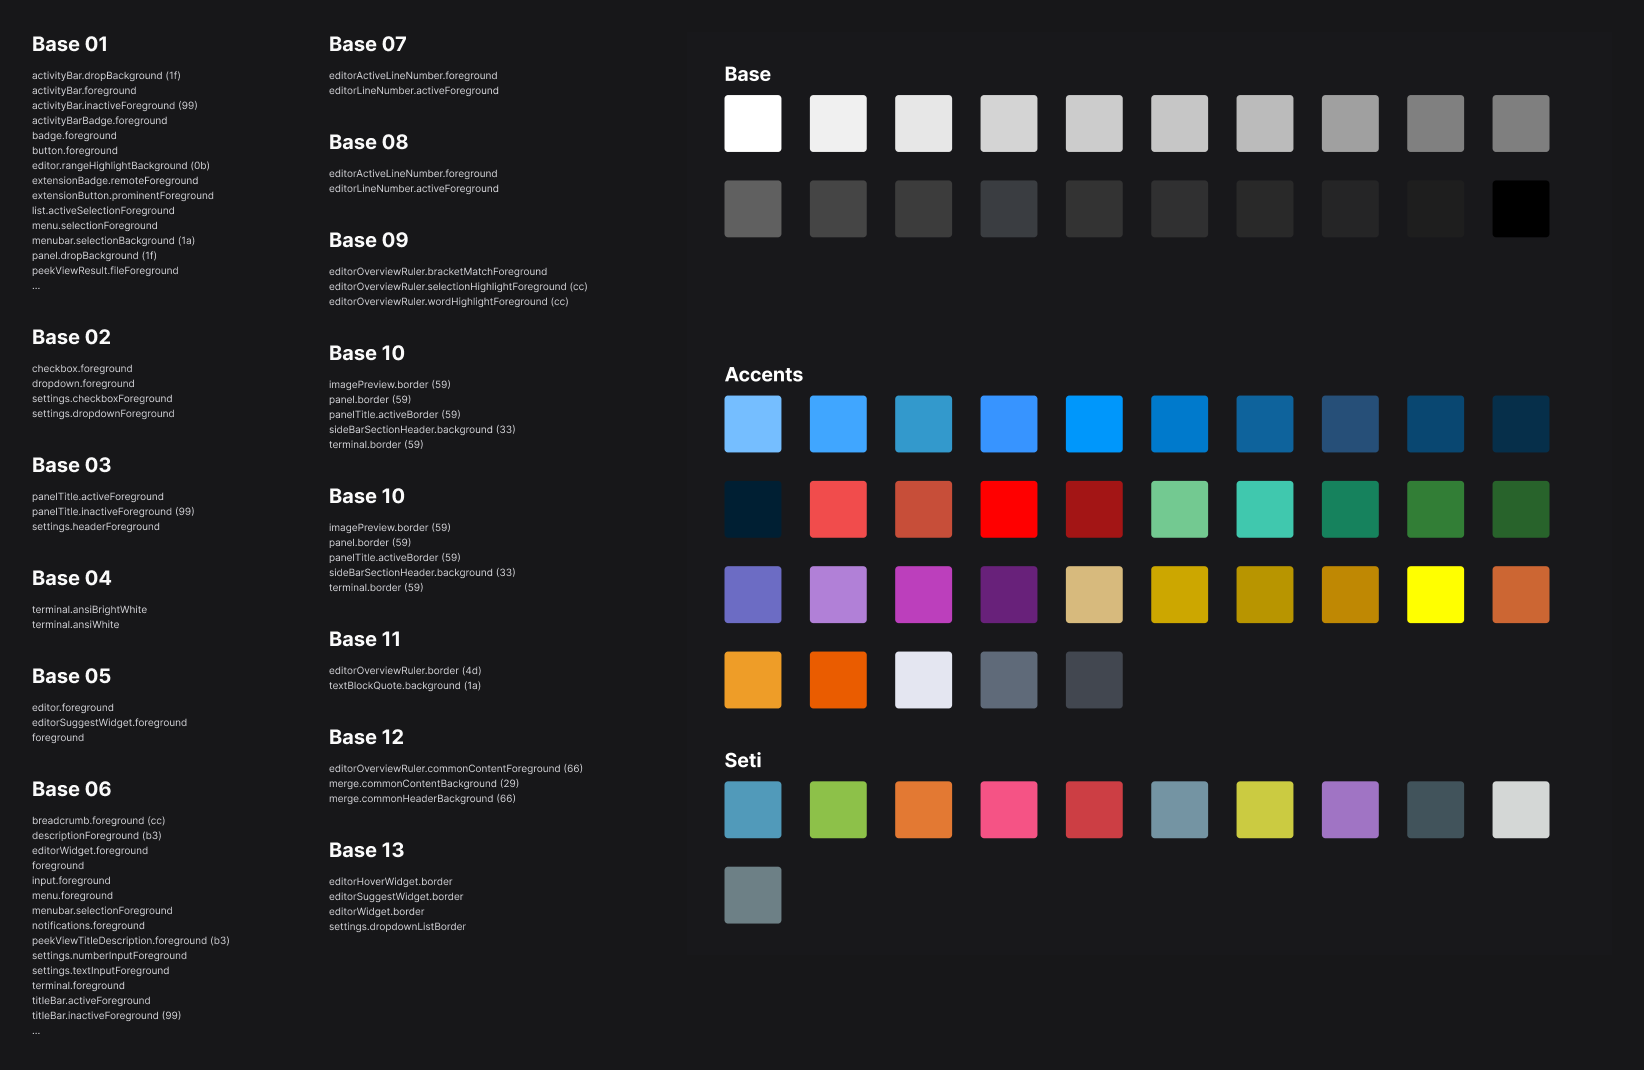 Base 01
activityBar.dropBackground (1f)
activityBar.foreground
activityBar.inactiveForeground (99)
activityBarBadge.foreground
badge.foreground
button.foreground
editor.rangeHighlightBackground (0b)
extensionBadge.remoteForeground
extensionButton.prominentForeground
list.activeSelectionForeground
menu.selectionForeground
menubar.selectionBackground (1a)
panel.dropBackground (1f)
peekViewResult.fileForeground
...
Base 02
checkbox.foreground
dropdown.foreground
settings.checkboxForeground
settings.dropdownForeground
Base 03
panelTitle.activeForeground
panelTitle.inactiveForeground (99)
settings.headerForeground
Base 04
terminal.ansiBrightWhite
terminal.ansiWhite
Base 05
editor.foreground
editorSuggestWidget.foreground
foreground
Base 06
breadcrumb.foreground (cc)
descriptionForeground (b3)
editorWidget.foreground
foreground
input.foreground
menu.foreground
menubar.selectionForeground
notifications.foreground
peekViewTitleDescription.foreground (b3)
settings.numberInputForeground
settings.textInputForeground
terminal.foreground
titleBar.activeForeground
titleBar.inactiveForeground (99)
...
Base 07
editorActiveLineNumber.foreground
editorLineNumber.activeForeground
Base 08
editorActiveLineNumber.foreground
editorLineNumber.activeForeground
Base 09
editorOverviewRuler.bracketMatchForeground
editorOverviewRuler.selectionHighlightForeground (cc)
editorOverviewRuler.wordHighlightForeground (cc)
Base 10
imagePreview.border (59)
panel.border (59)
panelTitle.activeBorder (59)
sideBarSectionHeader.background (33)
terminal.border (59)
Base 10
imagePreview.border (59)
panel.border (59)
panelTitle.activeBorder (59)
sideBarSectionHeader.background (33)
terminal.border (59)
Base 11
editorOverviewRuler.border (4d)
textBlockQuote.background (1a)
Base 12
editorOverviewRuler.commonContentForeground (66)
merge.commonContentBackground (29)
merge.commonHeaderBackground (66)
Base 13
editorHoverWidget.border
editorSuggestWidget.border
editorWidget.border
settings.dropdownListBorder
Base
Accents
Seti